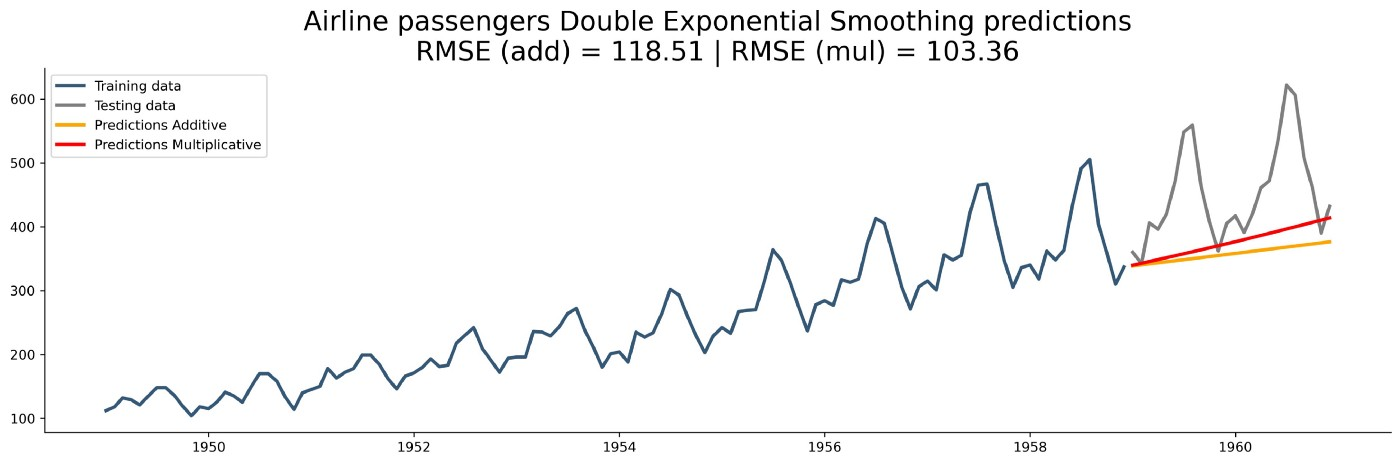 Airline passengers Double Exponential Smoothing predictions
RMSE (add) = 118.51 | RMSE (mul) = 103.36
Training data
Testing data
Predictions Additive
Predictions Multiplicative
600
500
400
300
200
100
1950
1952
1954
1956
1958
1960